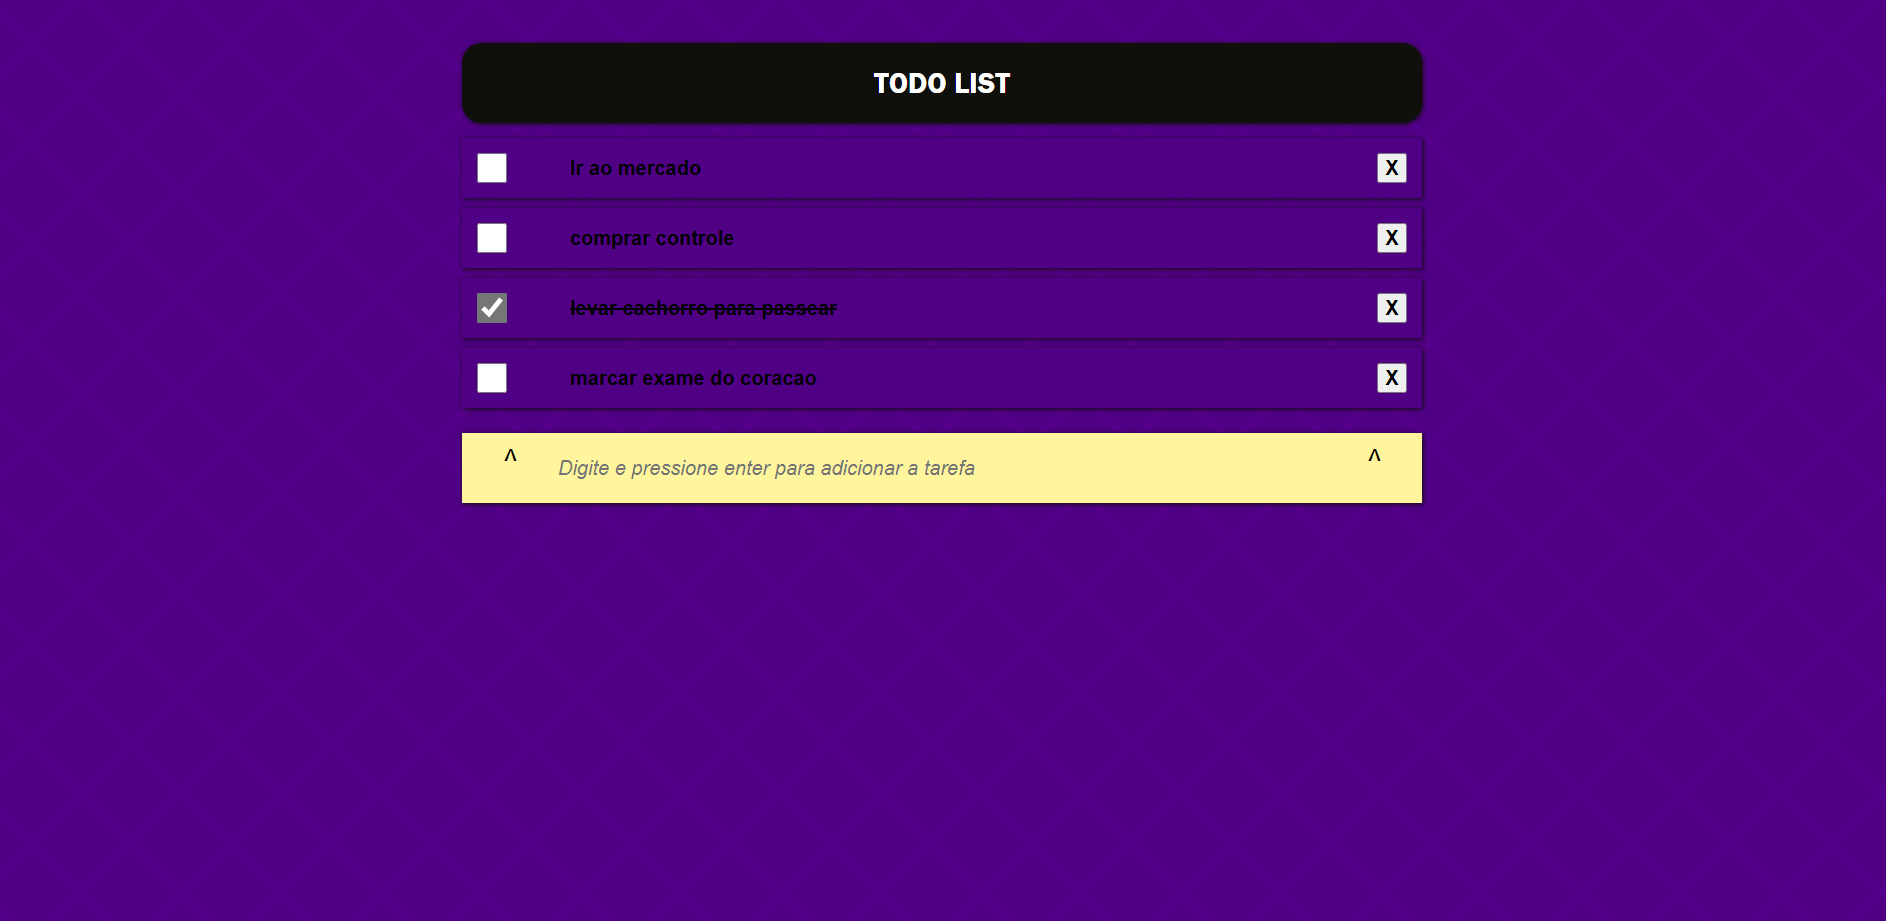 TODO LIST
Ir ao mercado X
comprar controle X
levar cachorro para passear X
marcar exame do coracao X
^ Digite e pressione enter para adicionar a tarefa ^